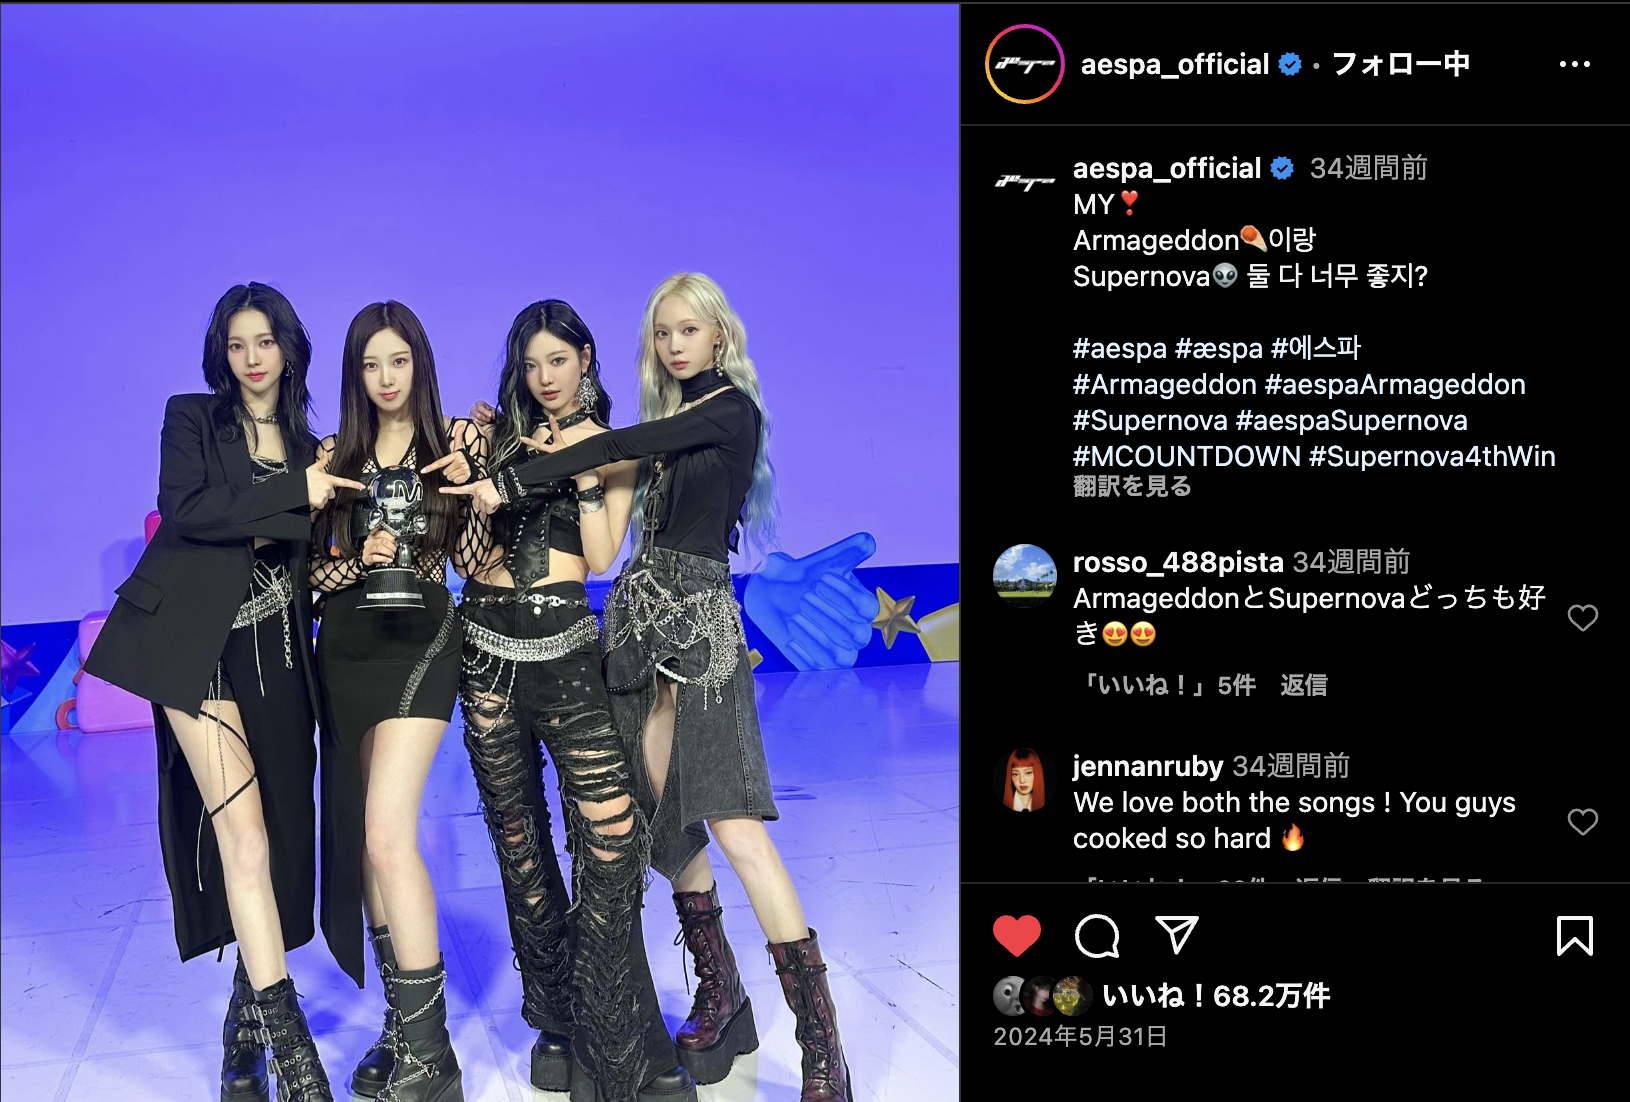 aespa_official • フォロー中
aespa_official 34週間前
MY❣️
Armageddon☄️이랑
Supernova👽 둘 다 너무 좋지?
#aespa #æspa #에스파
#Armageddon #aespaArmageddon
#Supernova #aespaSupernova
#MCOUNTDOWN #Supernova4thWin
翻訳を見る
rosso_488pista 34週間前
ArmageddonとSupernovaどっちも好
き😍😍
「いいね！」5件 返信
jennanruby 34週間前
We love both the songs ! You guys
cooked so hard 🔥
いいね！68.2万件
2024年5月31日
M